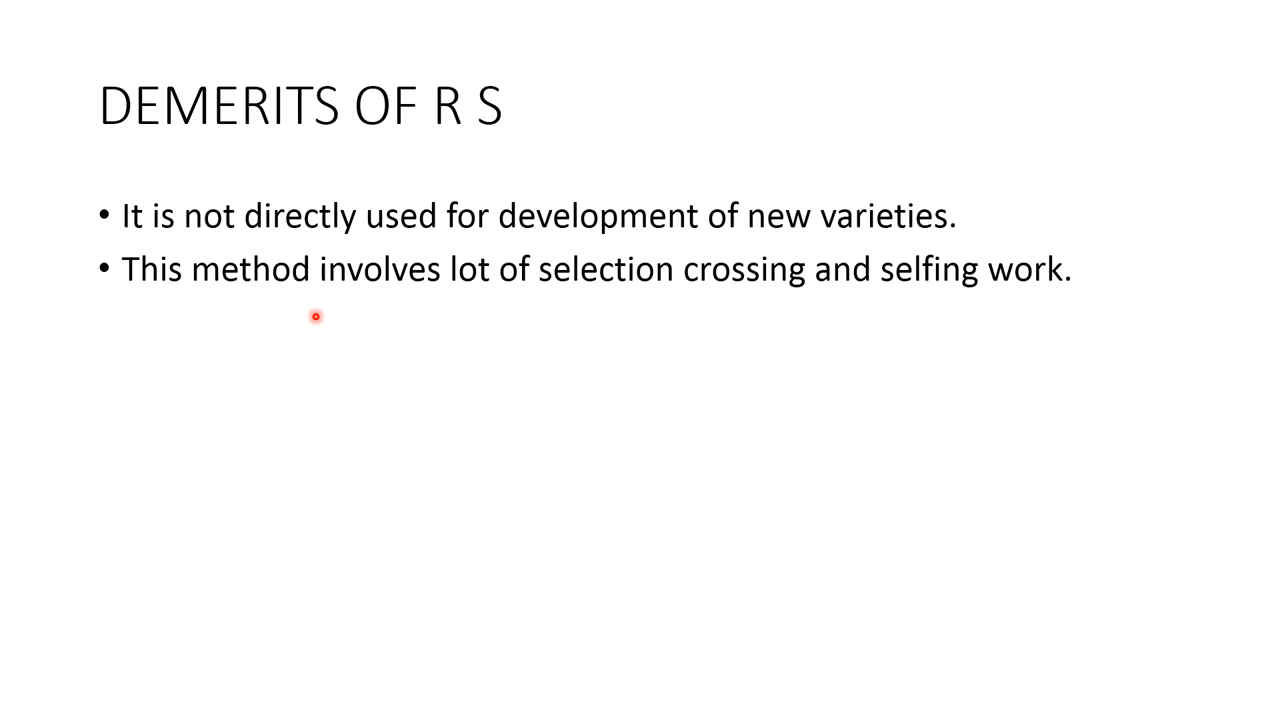 DEMERITS OF R S
• It is not directly used for development of new varieties.
• This method involves lot of selection crossing and selfing work.